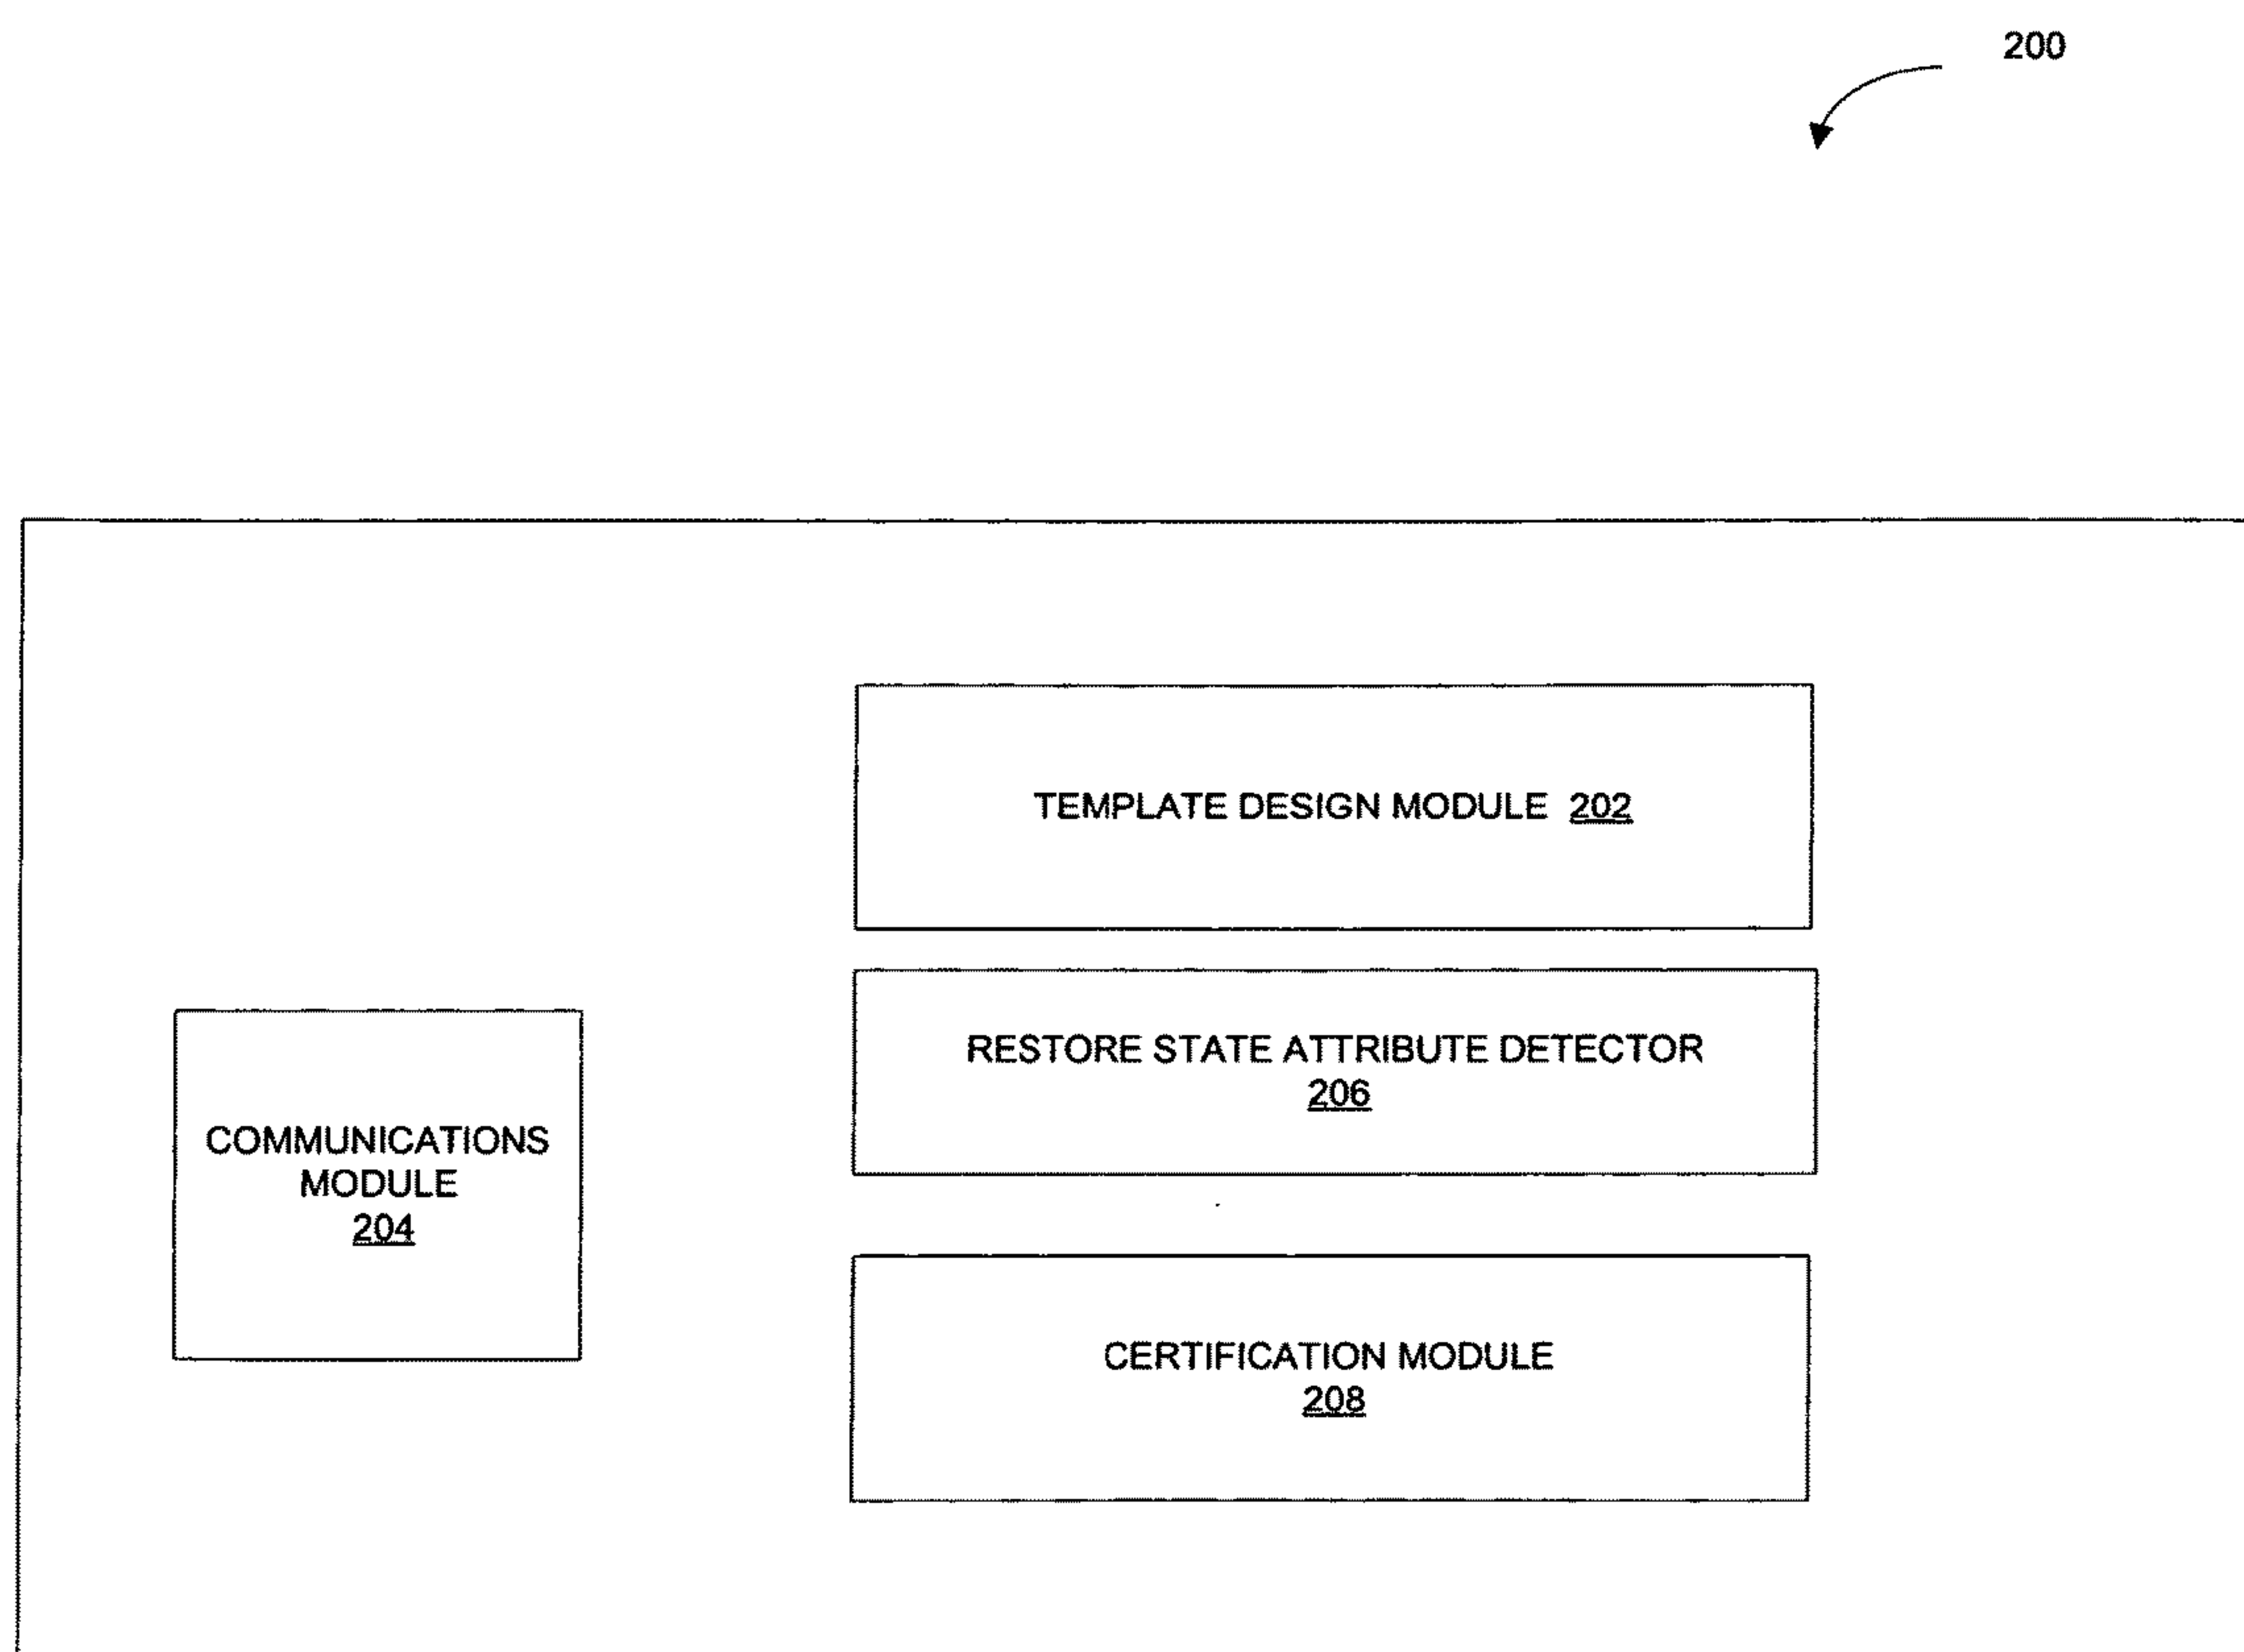 200
TEMPLATE DESIGN MODULE 202
RESTORE STATE ATTRIBUTE DETECTOR
206
COMMUNICATIONS
MODULE
204
CERTIFICATION MODULE
208